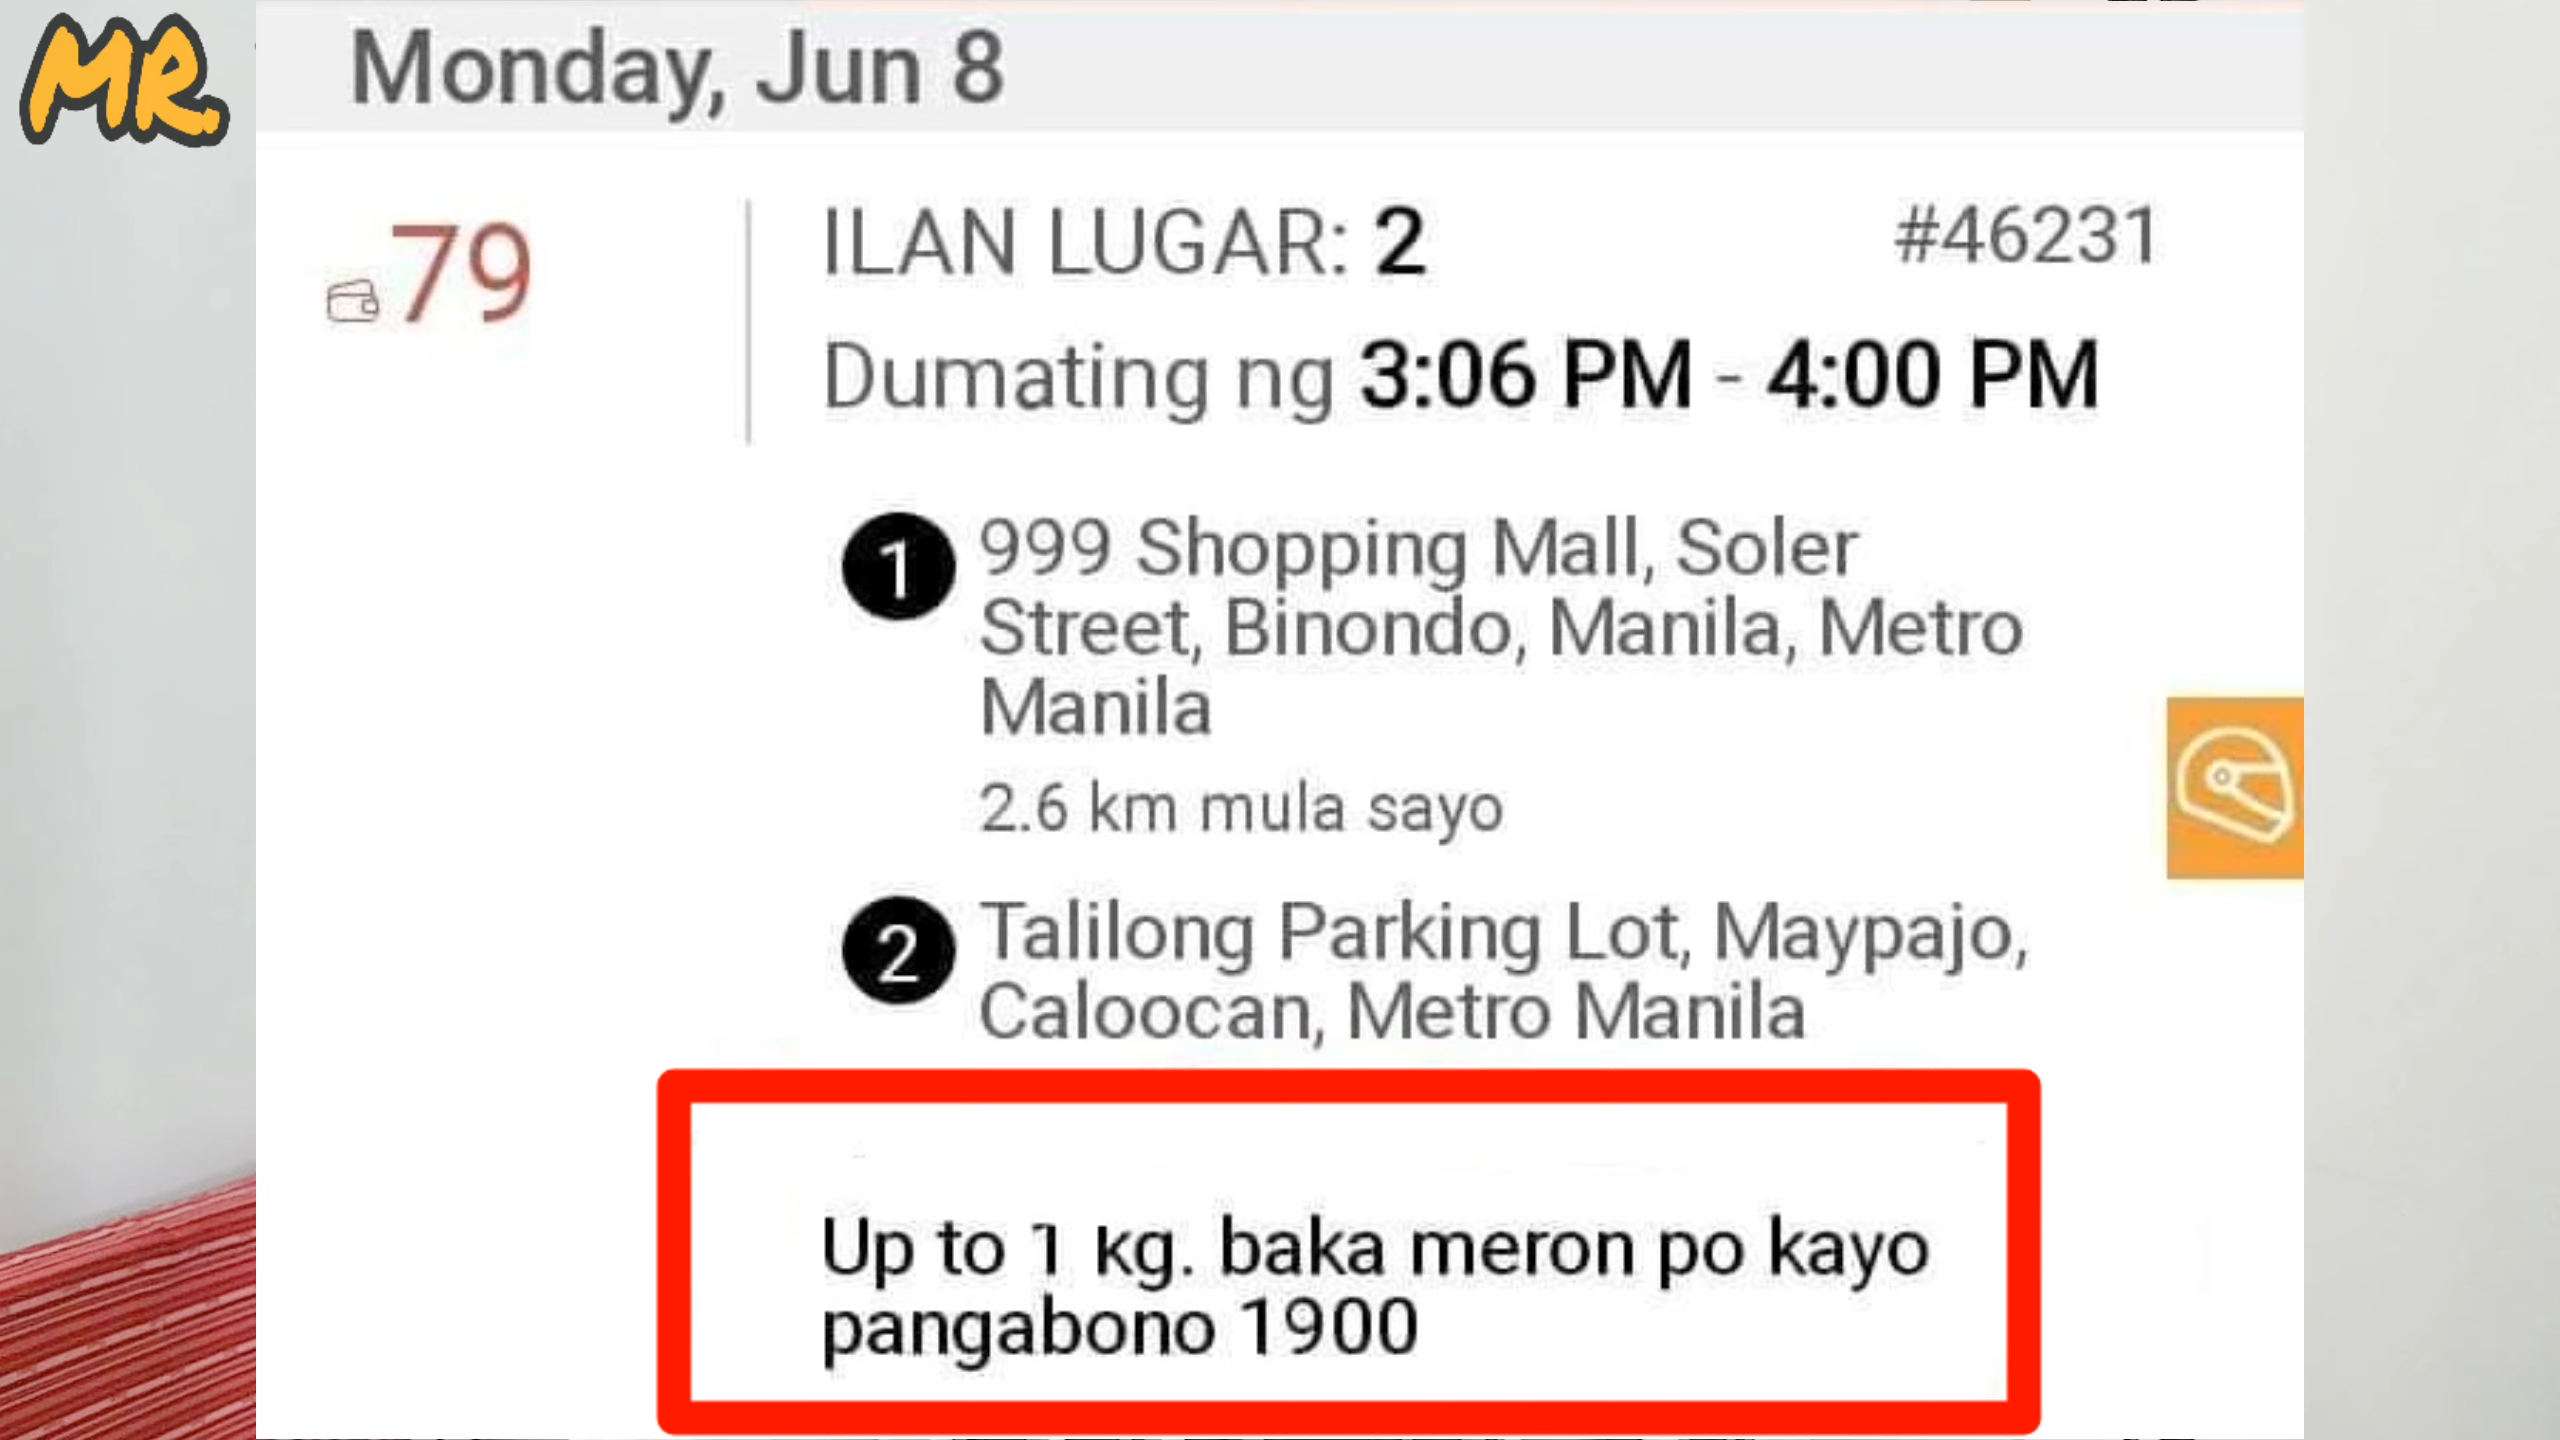 MR.
Monday, Jun 8
79
ILAN LUGAR: 2
#46231
Dumating ng 3:06 PM - 4:00 PM
1
999 Shopping Mall, Soler
Street, Binondo, Manila, Metro
Manila
2.6 km mula sayo
2
Talilong Parking Lot, Maypajo,
Caloocan, Metro Manila
Up to 1 kg. baka meron po kayo
pangabono 1900